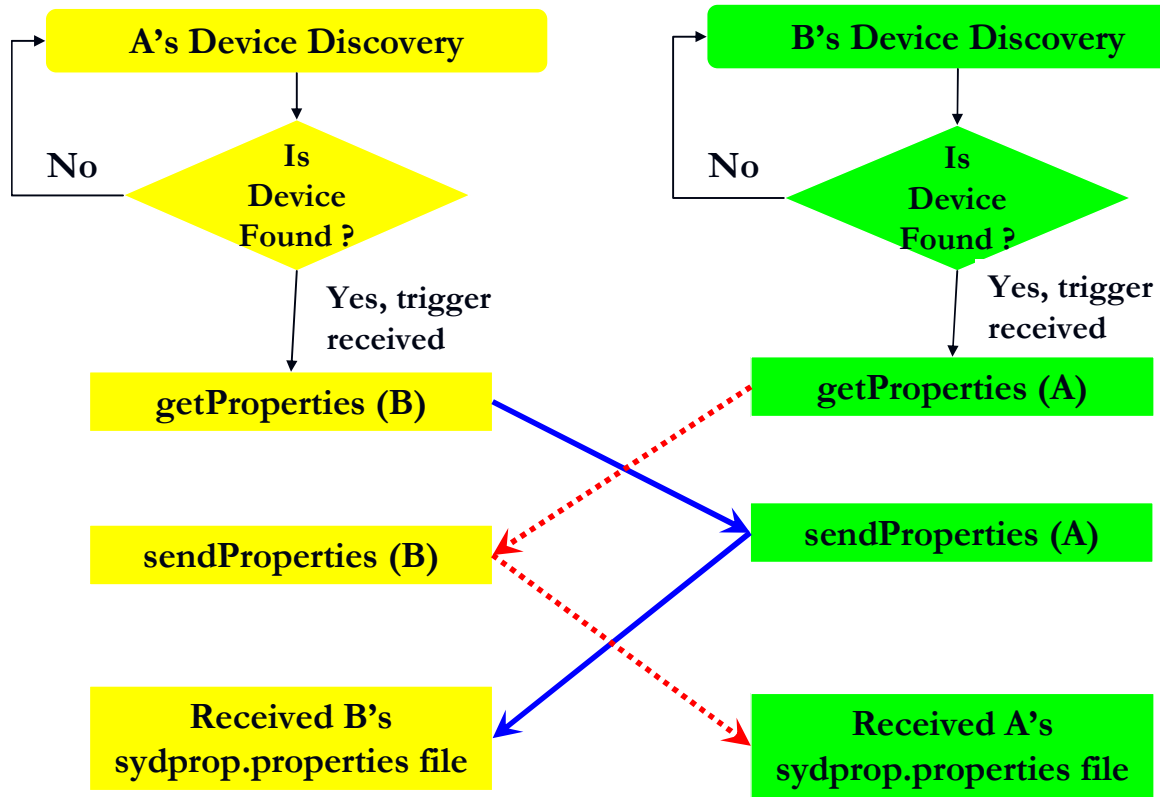 A's Device Discovery
No
Is
Device
Found ?
Yes, trigger
received
getProperties (B)
sendProperties (B)
Received B's
sydprop.properties file
B's Device Discovery
No
Is
Device
Found ?
Yes, trigger
received
getProperties (A)
sendProperties (A)
Received A's
sydprop.properties file